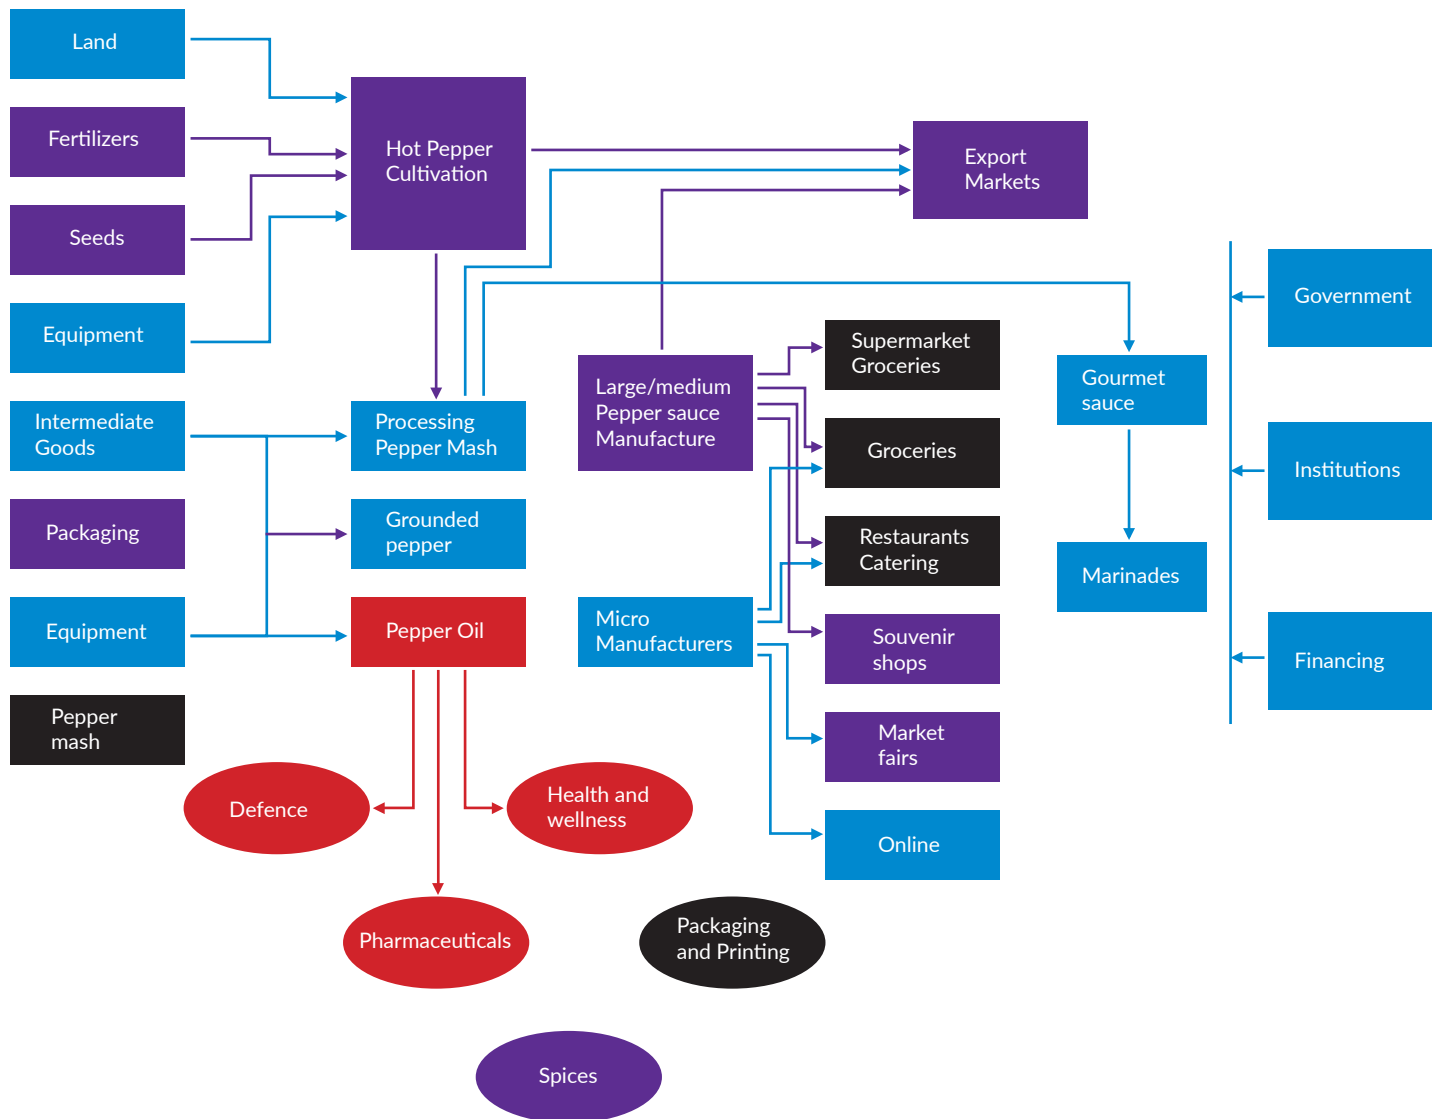 Land
Fertilizers
Seeds
Equipment
Intermediate
Goods
Packaging
Equipment
Pepper
mash
Hot Pepper
Cultivation
Processing
Pepper Mash
Grounded
pepper
Pepper Oil
Defence
Health and
wellness
Pharmaceuticals
Export
Markets
Large/medium
Pepper sauce
Manufacture
Micro
Manufacturers
Supermarket
Groceries
Groceries
Restaurants
Catering
Souvenir
shops
Market
fairs
Online
Packaging
and Printing
Spices
Gourmet
sauce
Marinades
Government
Institutions
Financing